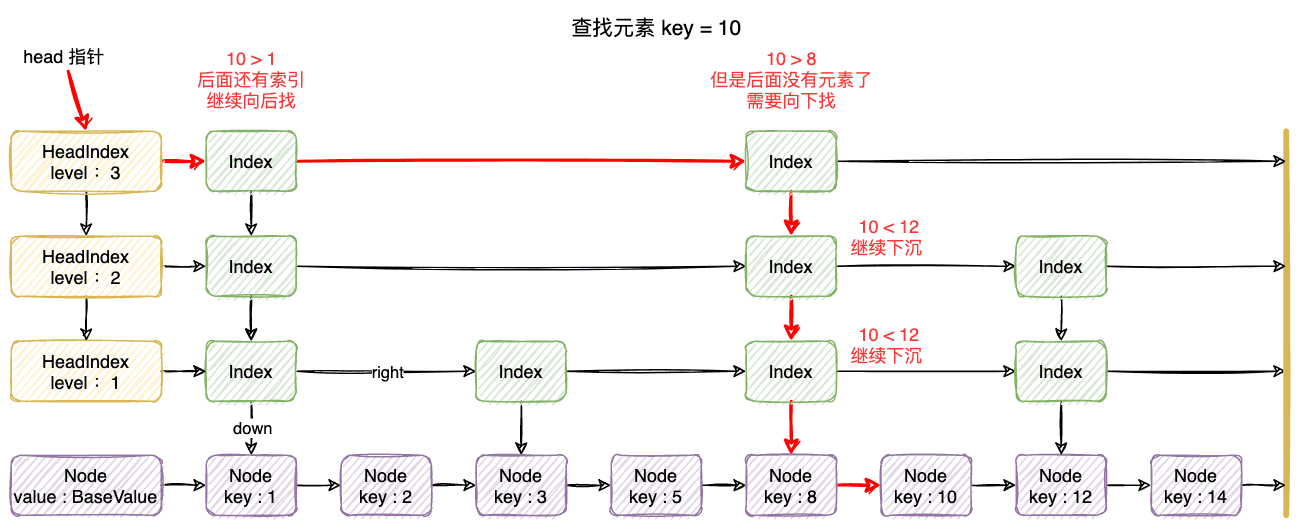 查找元素 key = 10
head 指针
10 > 1
后面还有索引
继续向后找
10 > 8
但是后面没有元素了
需要向下找
HeadIndex
level： 3
Index
Index
HeadIndex
level： 2
Index
Index
10 < 12
继续下沉
Index
HeadIndex
level： 1
Index
right
Index
Index
10 < 12
继续下沉
Index
down
Node
value : BaseValue
Node
key : 1
Node
key : 2
Node
key : 3
Node
key : 5
Node
key : 8
Node
key : 10
Node
key : 12
Node
key : 14